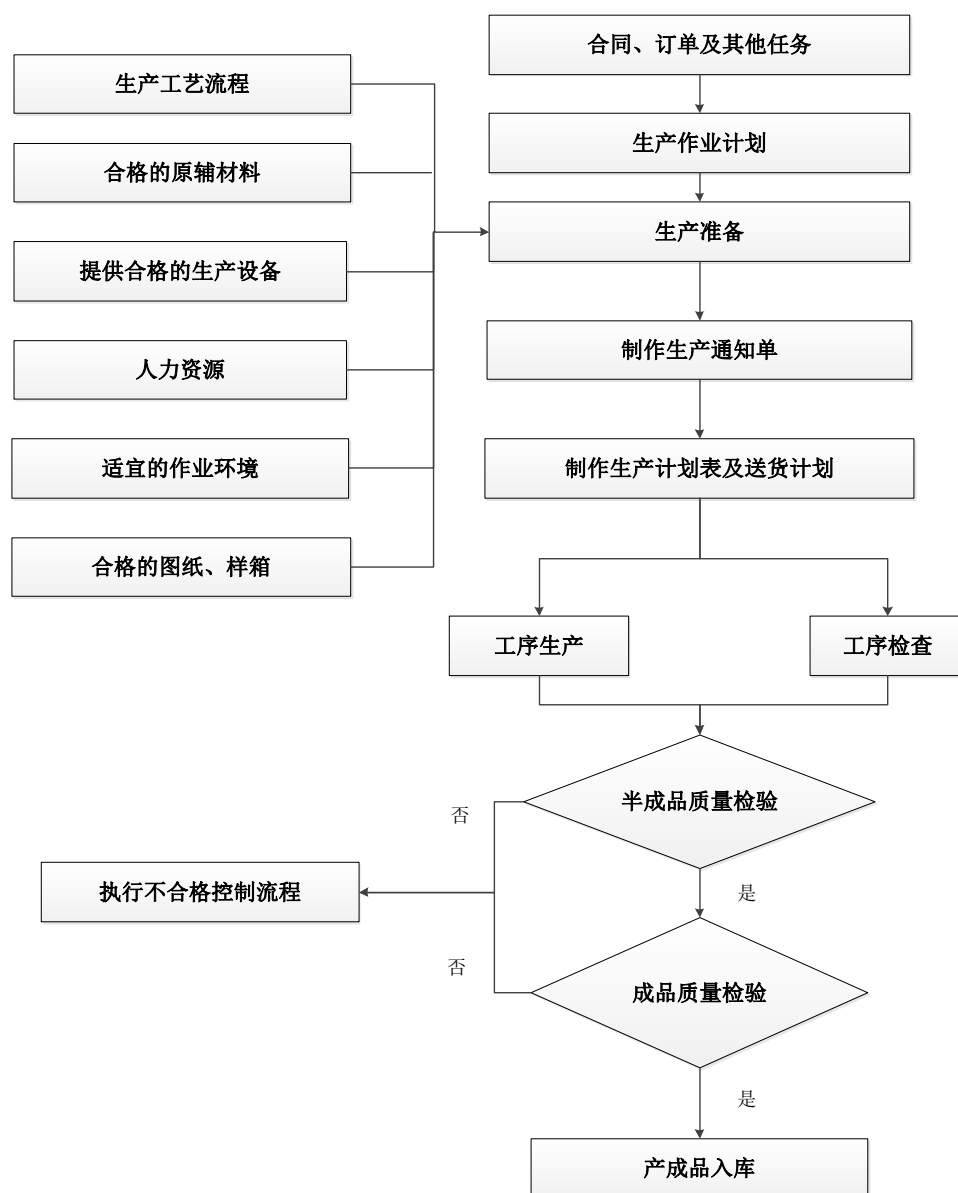 合同、订单及其他任务
生产工艺流程
生产作业计划
合格的原辅材料
生产准备
提供合格的生产设备
制作生产通知单
人力资源
适宜的作业环境
制作生产计划表及送货计划
合格的图纸、样箱
工序生产
工序检查
半成品质量检验
否
执行不合格控制流程
是
否
成品质量检验
是
产成品入库